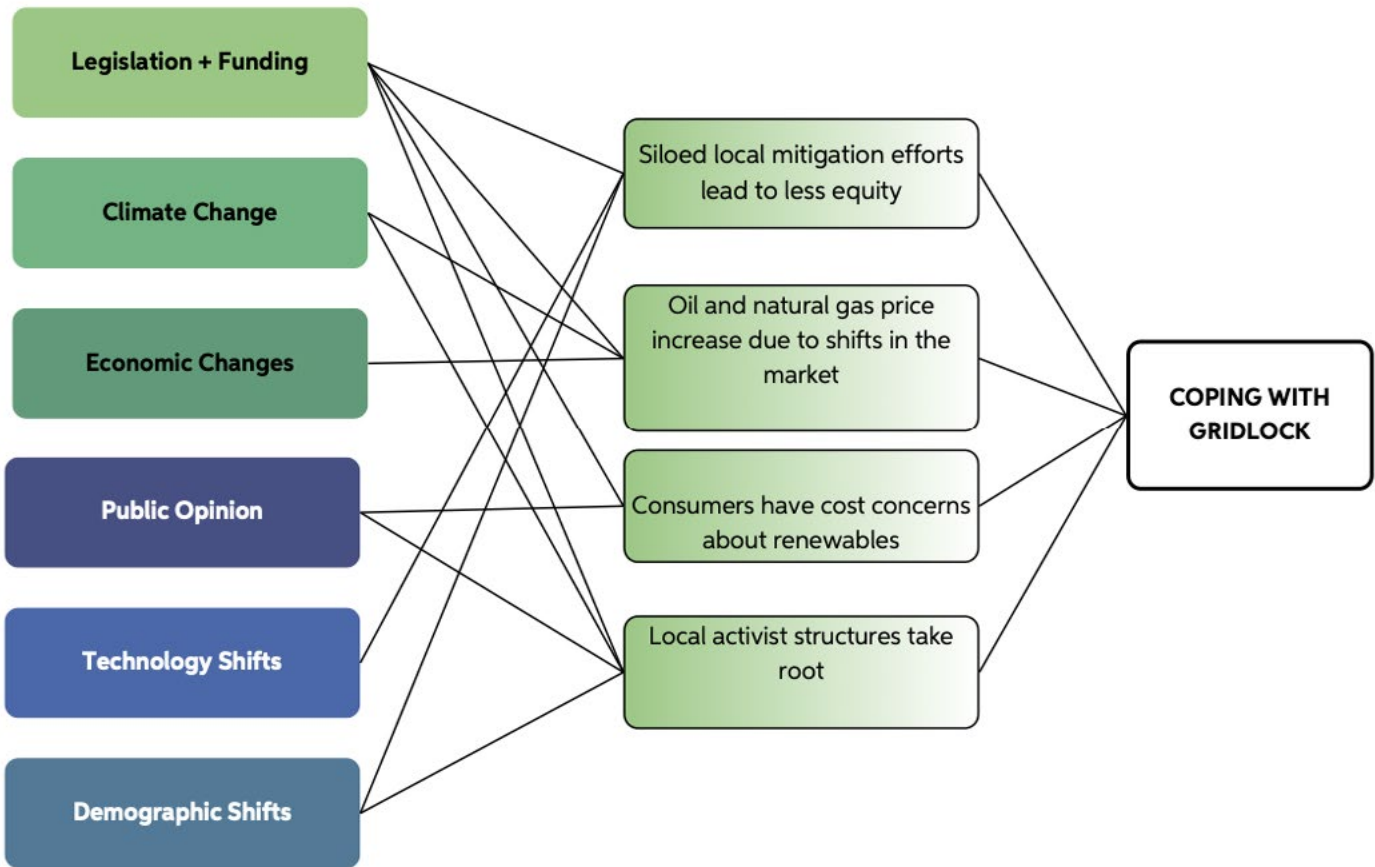 Legislation + Funding
Climate Change
Economic Changes
Public Opinion
Technology Shifts
Demographic Shifts
Siloed local mitigation efforts
lead to less equity
Oil and natural gas price
increase due to shifts in the
market
Consumers have cost concerns
about renewables
Local activist structures take
root
COPING WITH
GRIDLOCK